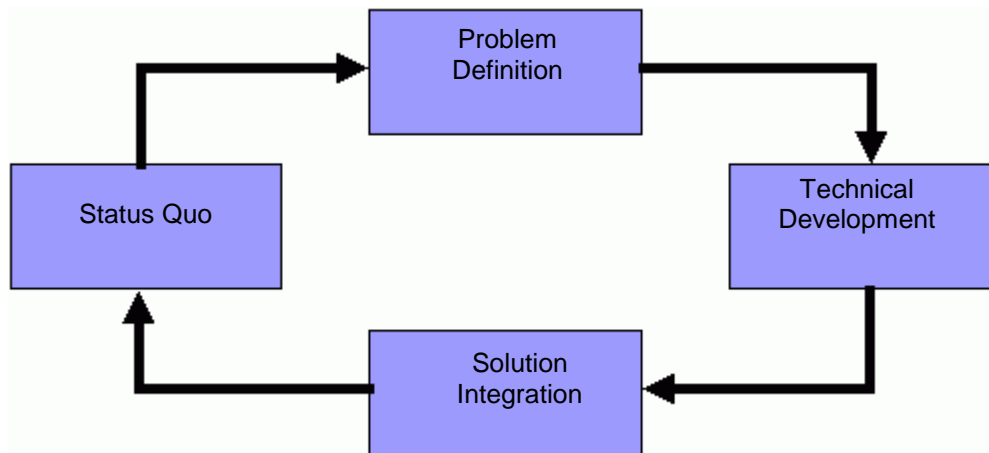 Problem
Definition
Technical
Development
Status Quo
Solution
Integration